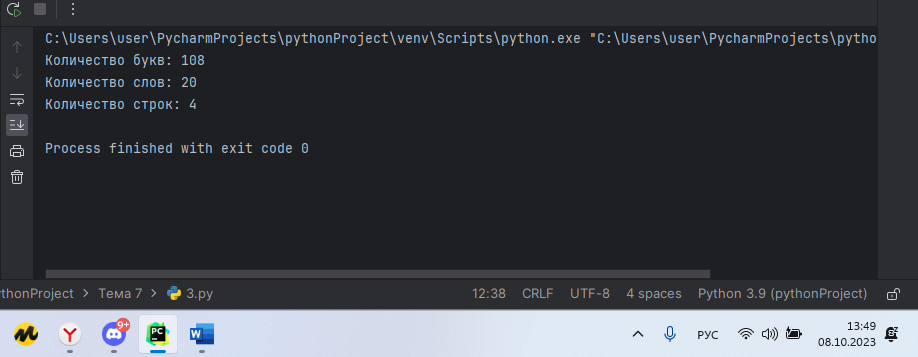 C:\Users\user\PycharmProjects\pythonProject\venv\Scripts\python.exe "C:\Users\user\PycharmProjects\pytho
Количество букв: 108
Количество слов: 20
Количество строк: 4
Process finished with exit code 0
thonProject > Тема 7 > 3.py 12:38 CRLF UTF-8 4 spaces Python 3.9 (pythonProject)
Y 9+ PC W РУС 13:49
08.10.2023